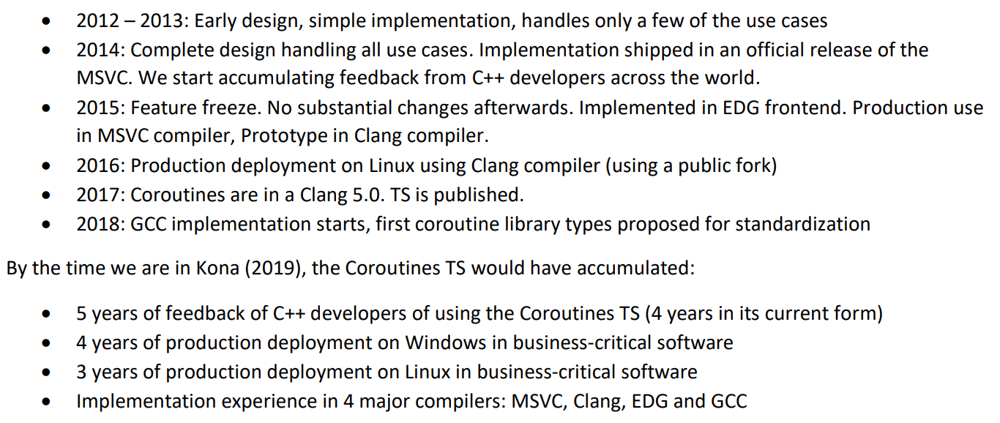 • 2012 – 2013: Early design, simple implementation, handles only a few of the use cases
• 2014: Complete design handling all use cases. Implementation shipped in an official release of the
MSVC. We start accumulating feedback from C++ developers across the world.
• 2015: Feature freeze. No substantial changes afterwards. Implemented in EDG frontend. Production use
in MSVC compiler, Prototype in Clang compiler.
• 2016: Production deployment on Linux using Clang compiler (using a public fork)
• 2017: Coroutines are in a Clang 5.0. TS is published.
• 2018: GCC implementation starts, first coroutine library types proposed for standardization
By the time we are in Kona (2019), the Coroutines TS would have accumulated:
• 5 years of feedback of C++ developers of using the Coroutines TS (4 years in its current form)
• 4 years of production deployment on Windows in business-critical software
• 3 years of production deployment on Linux in business-critical software
• Implementation experience in 4 major compilers: MSVC, Clang, EDG and GCC